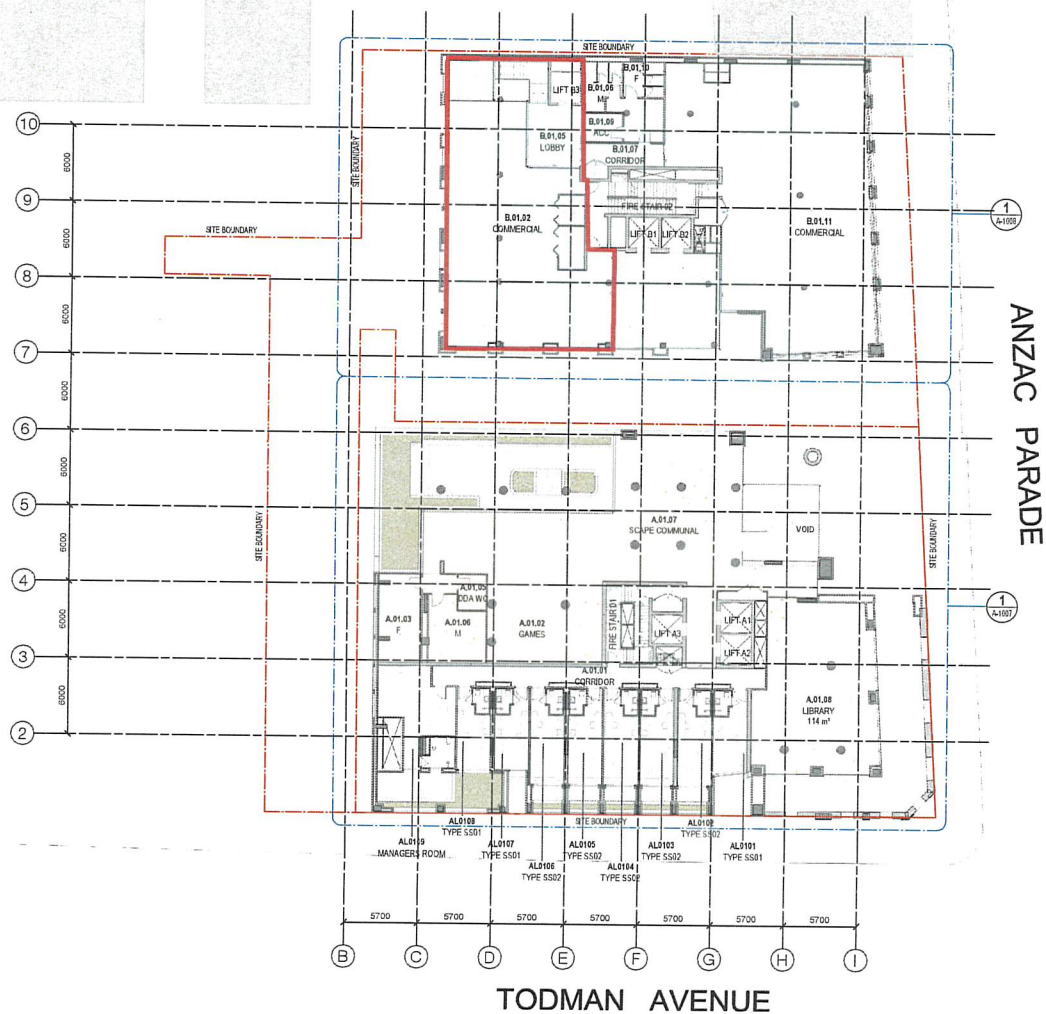 SITE BOUNDARY
B.01.10
F
LIFT B3
B.01.06
M
B.01.09
ACC
B.01.05
LOBBY
B.01.07
CORRIDOR
10
6000
SITE BOUNDARY
9
FIRE STAIR 02
B.01.02
COMMERCIAL
B.01.11
COMMERCIAL
1
A-1008
SITE BOUNDARY
LIFT B1
LIFT B2
6000
8
6000
7
ANZAC PARADE
6000
6
6000
5
A.01.07
SCAPE COMMUNAL
VOID
SITE BOUNDARY
SITE BOUNDARY
6000
4
A.01.05
DDA WC
1
A-1007
A.01.03
F
A.01.06
M
A.01.02
GAMES
FIRE STAIR 01
LIFT A3
LIFT A1
LIFT A2
6000
3
A.01.01
CORRIDOR
A.01.08
LIBRARY
114 m²
6000
2
SITE BOUNDARY
AL0108
TYPE SS01
AL0102
TYPE SS02
AL0109
MANAGERS ROOM
AL0107
TYPE SS01
AL0105
TYPE SS02
AL0103
TYPE SS02
AL0101
TYPE SS01
AL0106
TYPE SS02
AL0104
TYPE SS02
5700 5700 5700 5700 5700 5700 5700
B C D E F G H I
TODMAN AVENUE